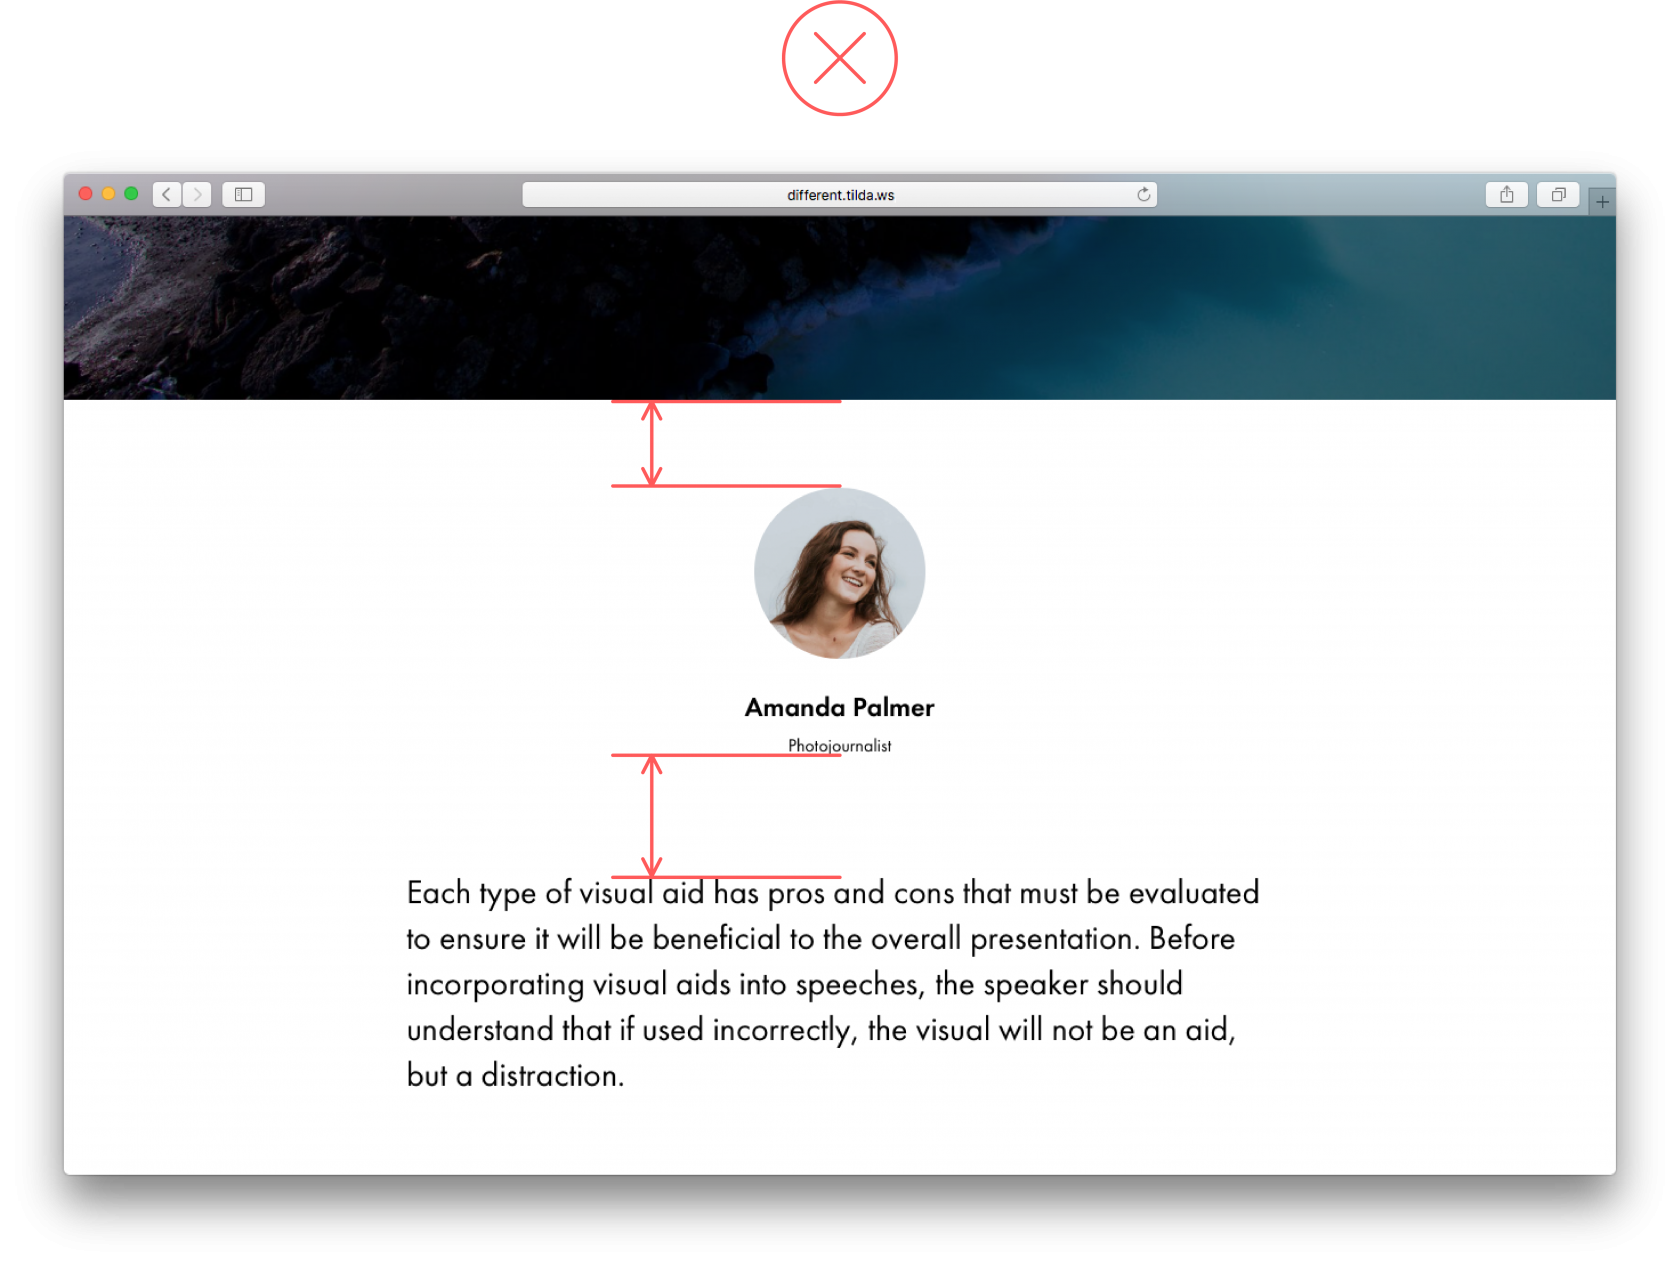 different.tilda.ws
Amanda Palmer
Photojournalist
Each type of visual aid has pros and cons that must be evaluated
to ensure it will be beneficial to the overall presentation. Before
incorporating visual aids into speeches, the speaker should
understand that if used incorrectly, the visual will not be an aid,
but a distraction.